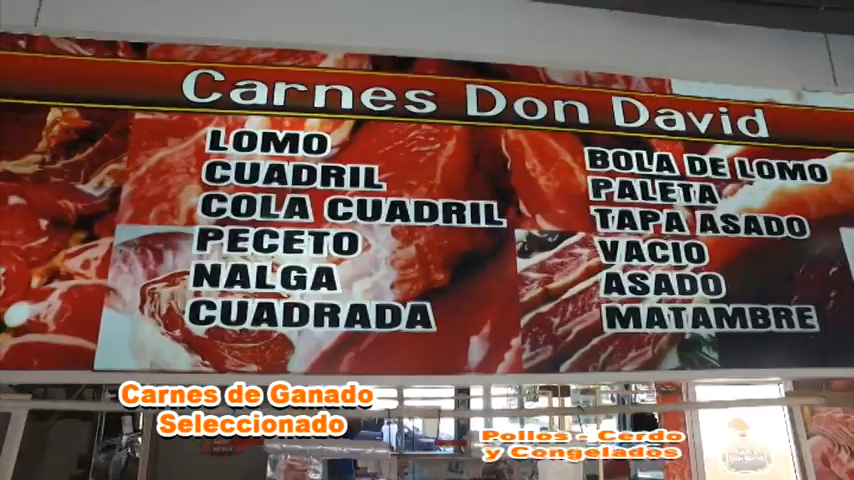 Carnes Don David
LOMO
CUADRIL
COLA CUADRIL
PECETO
NALGA
CUADRADA
BOLA DE LOMO
PALETA
TAPA ASADO
VACIO
ASADO
MATAMBRE
Carnes de Ganado
Seleccionado
Pollos - Cerdo
y Congelados